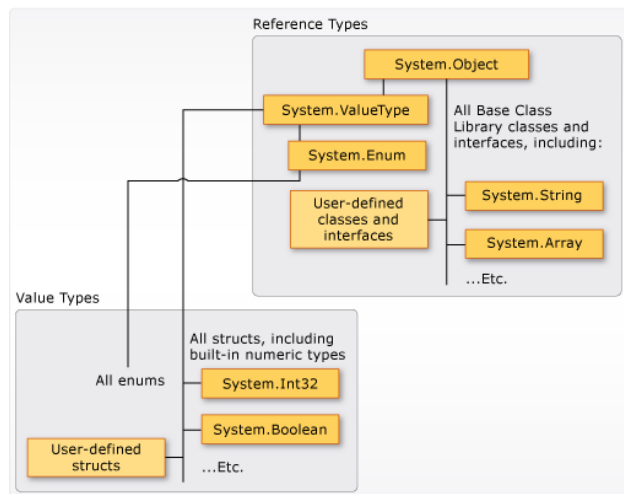 Reference Types
System.Object
System.ValueType
All Base Class
Library classes and
interfaces, including:
System.Enum
System.String
User-defined
classes and
interfaces
System.Array
...Etc.
Value Types
All structs, including
built-in numeric types
All enums
System.Int32
System.Boolean
User-defined
structs
...Etc.